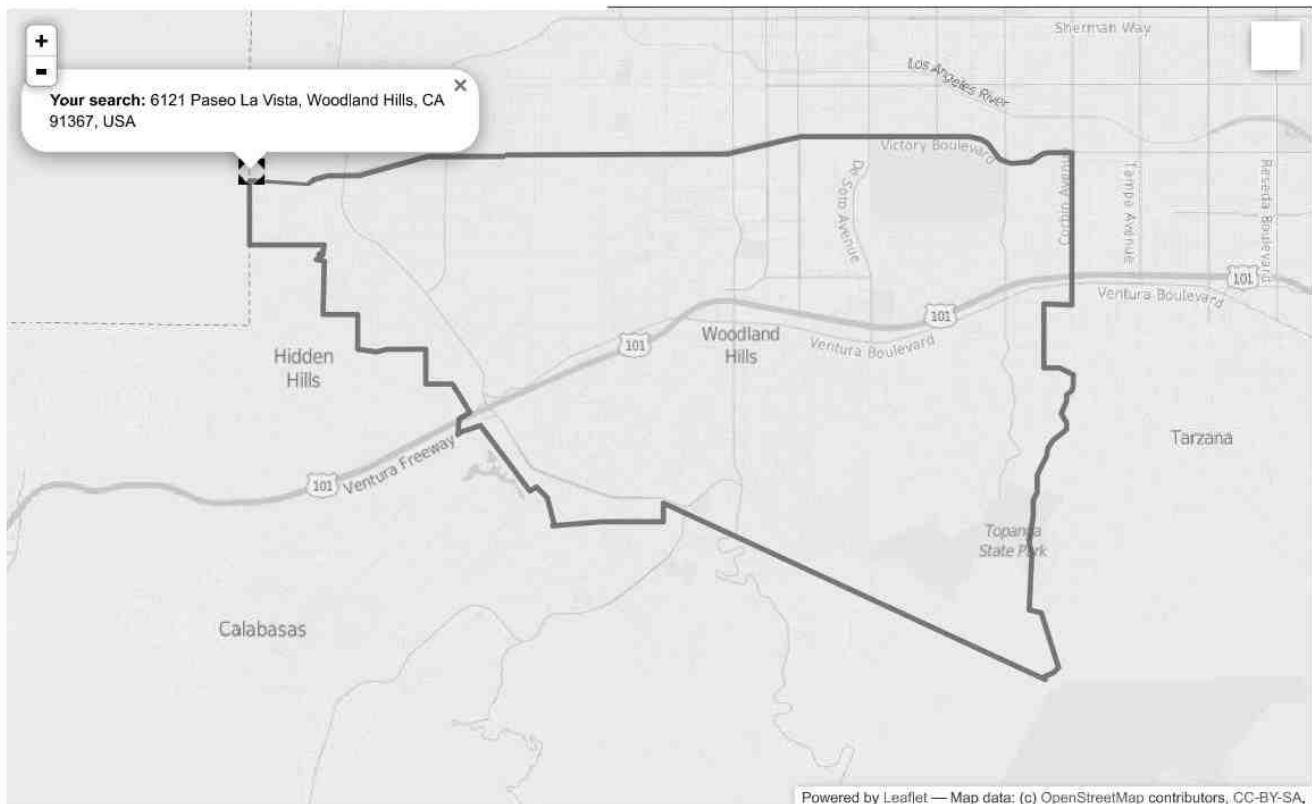 Sherman Way
+
-
Los Angeles River
×
Your search: 6121 Paseo La Vista, Woodland Hills, CA
91367, USA
Victory Boulevard
De Soto Avenue
Corbin Avenue
Tampa Avenue
Reseda Boulevard
101
Ventura Boulevard
101
101
Woodland
Hills
Ventura Boulevard
Hidden
Hills
Tarzana
Ventura Freeway
101
Topanga
State Park
Calabasas
Powered by Leaflet — Map data: (c) OpenStreetMap contributors, CC-BY-SA,